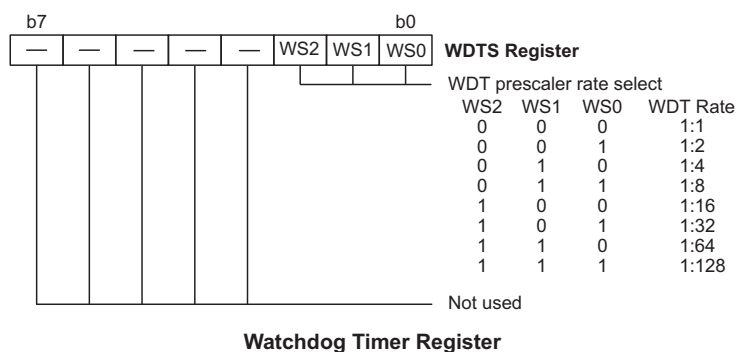 b7 b0
— — — — — WS2 WS1 WS0 WDTS Register
WDT prescaler rate select
WS2 WS1 WS0 WDT Rate
0 0 0 1:1
0 0 1 1:2
0 1 0 1:4
0 1 1 1:8
1 0 0 1:16
1 0 1 1:32
1 1 0 1:64
1 1 1 1:128
Not used
Watchdog Timer Register